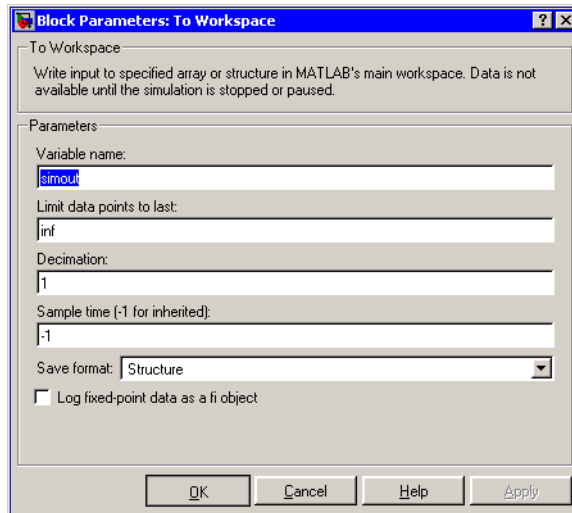 Block Parameters: To Workspace
To Workspace
Write input to specified array or structure in MATLAB's main workspace. Data is not
available until the simulation is stopped or paused.
Parameters
Variable name:
simout
Limit data points to last:
inf
Decimation:
1
Sample time (-1 for inherited):
-1
Save format: Structure
Log fixed-point data as a fi object
OK Cancel Help Apply